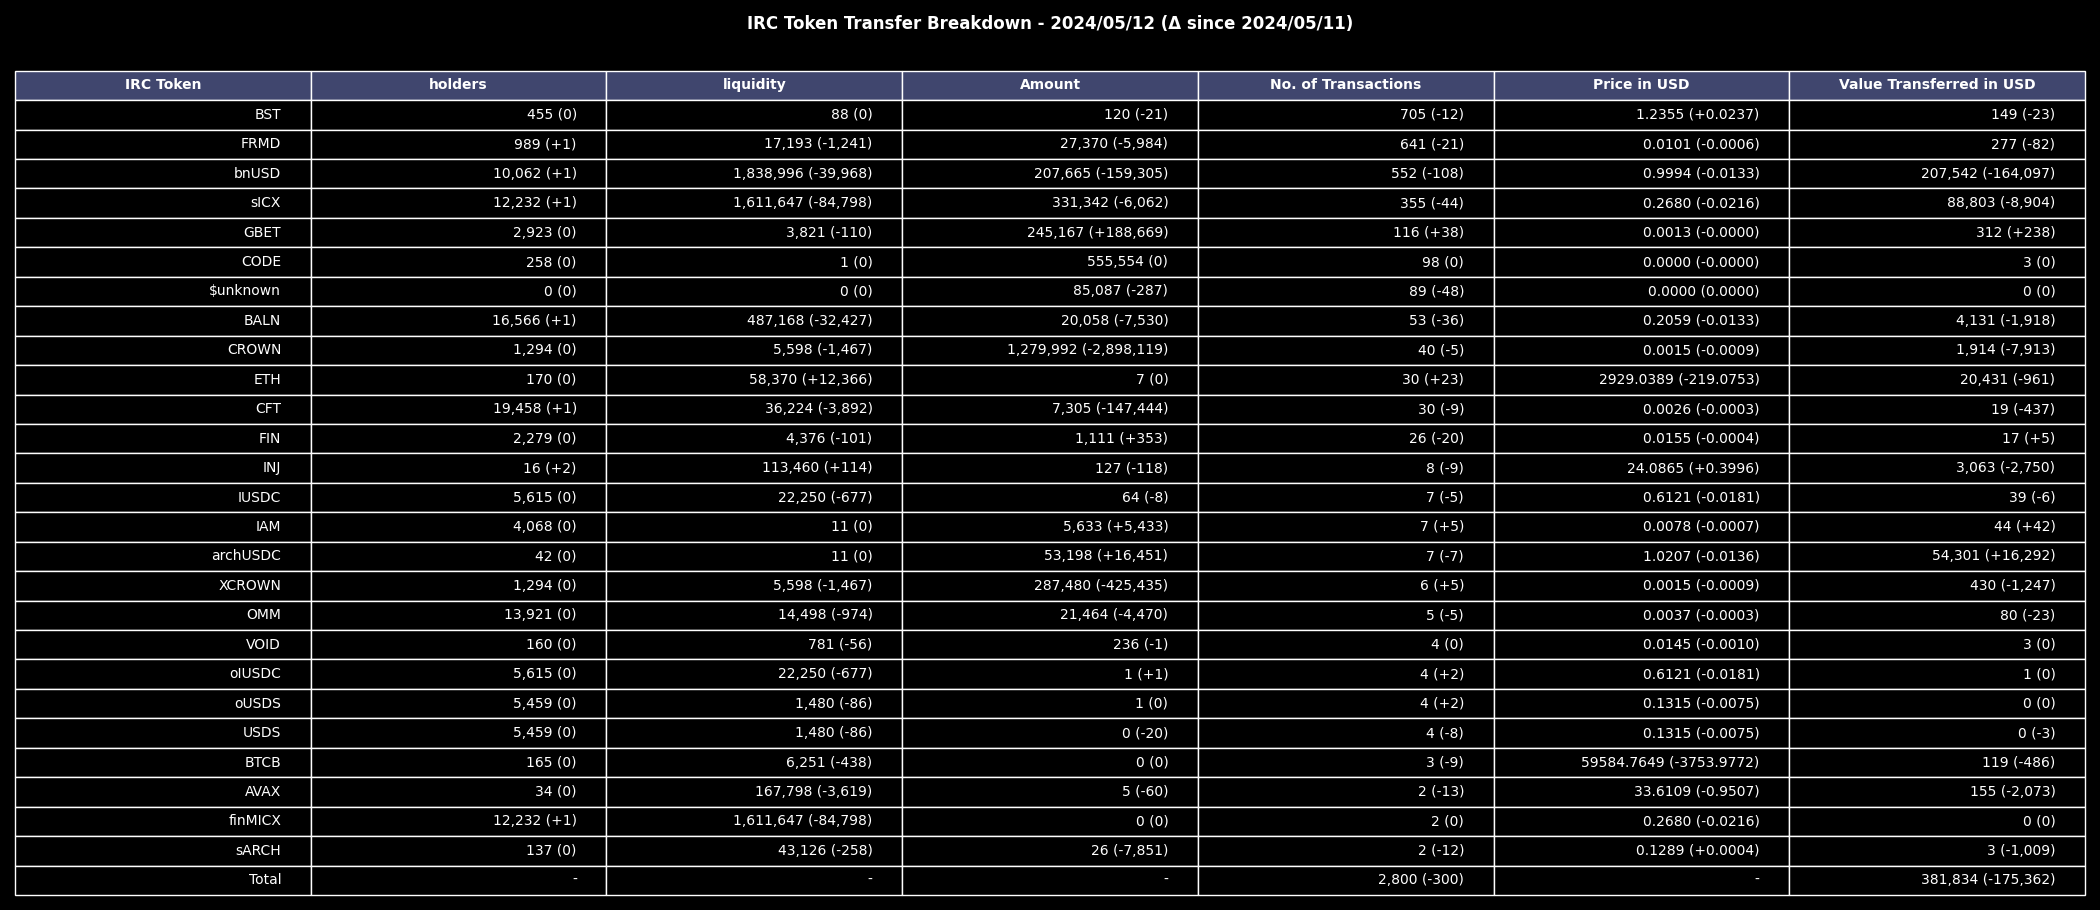 IRC Token Transfer Breakdown - 2024/05/12 (Δ since 2024/05/11)
IRC Token holders liquidity Amount No. of Transactions Price in USD Value Transferred in USD
BST 455 (0) 88 (0) 120 (-21) 705 (-12) 1.2355 (+0.0237) 149 (-23)
FRMD 989 (+1) 17,193 (-1,241) 27,370 (-5,984) 641 (-21) 0.0101 (-0.0006) 277 (-82)
bnUSD 10,062 (+1) 1,838,996 (-39,968) 207,665 (-159,305) 552 (-108) 0.9994 (-0.0133) 207,542 (-164,097)
sICX 12,232 (+1) 1,611,647 (-84,798) 331,342 (-6,062) 355 (-44) 0.2680 (-0.0216) 88,803 (-8,904)
GBET 2,923 (0) 3,821 (-110) 245,167 (+188,669) 116 (+38) 0.0013 (-0.0000) 312 (+238)
CODE 258 (0) 1 (0) 555,554 (0) 98 (0) 0.0000 (-0.0000) 3 (0)
$unknown 0 (0) 0 (0) 85,087 (-287) 89 (-48) 0.0000 (0.0000) 0 (0)
BALN 16,566 (+1) 487,168 (-32,427) 20,058 (-7,530) 53 (-36) 0.2059 (-0.0133) 4,131 (-1,918)
CROWN 1,294 (0) 5,598 (-1,467) 1,279,992 (-2,898,119) 40 (-5) 0.0015 (-0.0009) 1,914 (-7,913)
ETH 170 (0) 58,370 (+12,366) 7 (0) 30 (+23) 2929.0389 (-219.0753) 20,431 (-961)
CFT 19,458 (+1) 36,224 (-3,892) 7,305 (-147,444) 30 (-9) 0.0026 (-0.0003) 19 (-437)
FIN 2,279 (0) 4,376 (-101) 1,111 (+353) 26 (-20) 0.0155 (-0.0004) 17 (+5)
INJ 16 (+2) 113,460 (+114) 127 (-118) 8 (-9) 24.0865 (+0.3996) 3,063 (-2,750)
IUSDC 5,615 (0) 22,250 (-677) 64 (-8) 7 (-5) 0.6121 (-0.0181) 39 (-6)
IAM 4,068 (0) 11 (0) 5,633 (+5,433) 7 (+5) 0.0078 (-0.0007) 44 (+42)
archUSDC 42 (0) 11 (0) 53,198 (+16,451) 7 (-7) 1.0207 (-0.0136) 54,301 (+16,292)
XCROWN 1,294 (0) 5,598 (-1,467) 287,480 (-425,435) 6 (+5) 0.0015 (-0.0009) 430 (-1,247)
OMM 13,921 (0) 14,498 (-974) 21,464 (-4,470) 5 (-5) 0.0037 (-0.0003) 80 (-23)
VOID 160 (0) 781 (-56) 236 (-1) 4 (0) 0.0145 (-0.0010) 3 (0)
oIUSDC 5,615 (0) 22,250 (-677) 1 (+1) 4 (+2) 0.6121 (-0.0181) 1 (0)
oUSDS 5,459 (0) 1,480 (-86) 1 (0) 4 (+2) 0.1315 (-0.0075) 0 (0)
USDS 5,459 (0) 1,480 (-86) 0 (-20) 4 (-8) 0.1315 (-0.0075) 0 (-3)
BTCB 165 (0) 6,251 (-438) 0 (0) 3 (-9) 59584.7649 (-3753.9772) 119 (-486)
AVAX 34 (0) 167,798 (-3,619) 5 (-60) 2 (-13) 33.6109 (-0.9507) 155 (-2,073)
finMICX 12,232 (+1) 1,611,647 (-84,798) 0 (0) 2 (0) 0.2680 (-0.0216) 0 (0)
sARCH 137 (0) 43,126 (-258) 26 (-7,851) 2 (-12) 0.1289 (+0.0004) 3 (-1,009)
Total - - - 2,800 (-300) - 381,834 (-175,362)